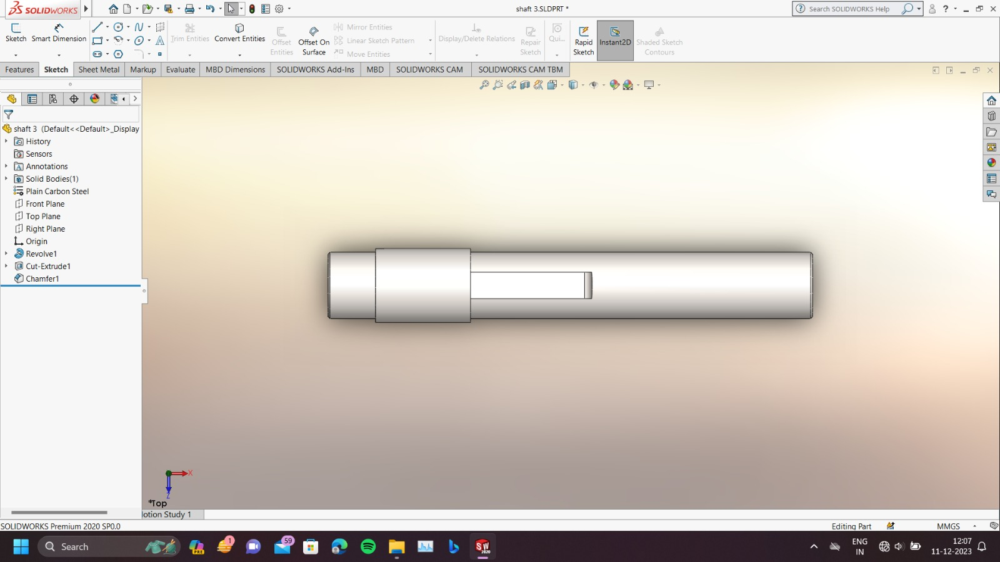 SOLIDWORKS
shaft 3.SLDPRT *
Search SOLIDWORKS Help
?
Sketch
Smart Dimension
Trim Entities
Convert Entities
Offset Entities
Offset On Surface
Mirror Entities
Linear Sketch Pattern
Move Entities
Display/Delete Relations
Repair Sketch
Qui...
Rapid Sketch
Instant2D
Shaded Sketch Contours
Features
Sketch
Sheet Metal
Markup
Evaluate
MBD Dimensions
SOLIDWORKS Add-Ins
MBD
SOLIDWORKS CAM
SOLIDWORKS CAM TBM
shaft 3 (Default<<Default>_Display
History
Sensors
Annotations
Solid Bodies(1)
Plain Carbon Steel
Front Plane
Top Plane
Right Plane
Origin
Revolve1
Cut-Extrude1
Chamfer1
X
Z
*Top
lotion Study 1
SOLIDWORKS Premium 2020 SP0.0
Editing Part
MMGS
Search
PRE
1
59
SW
2020
ENG
IN
12:07
11-12-2023